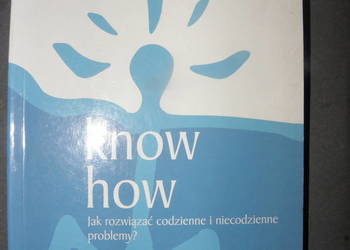 know
how
Jak rozwiązać codzienne i niecodzienne
problemy?